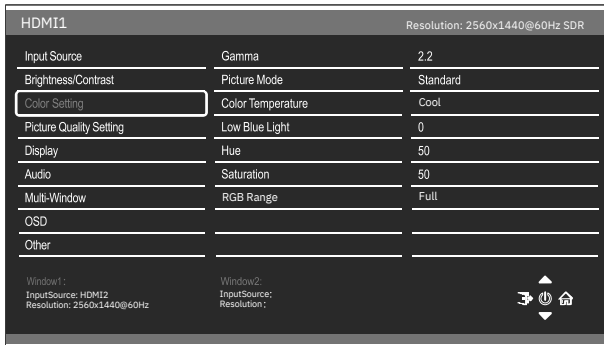 HDMI1 Resolution: 2560x1440@60Hz SDR
Input Source Gamma 2.2
Brightness/Contrast Picture Mode Standard
Color Setting Color Temperature Cool
Picture Quality Setting Low Blue Light 0
Display Hue 50
Audio Saturation 50
Multi-Window RGB Range Full
OSD
Other
Window1: Window2:
InputSource: HDMI2 InputSource:
Resolution: 2560x1440@60Hz Resolution: